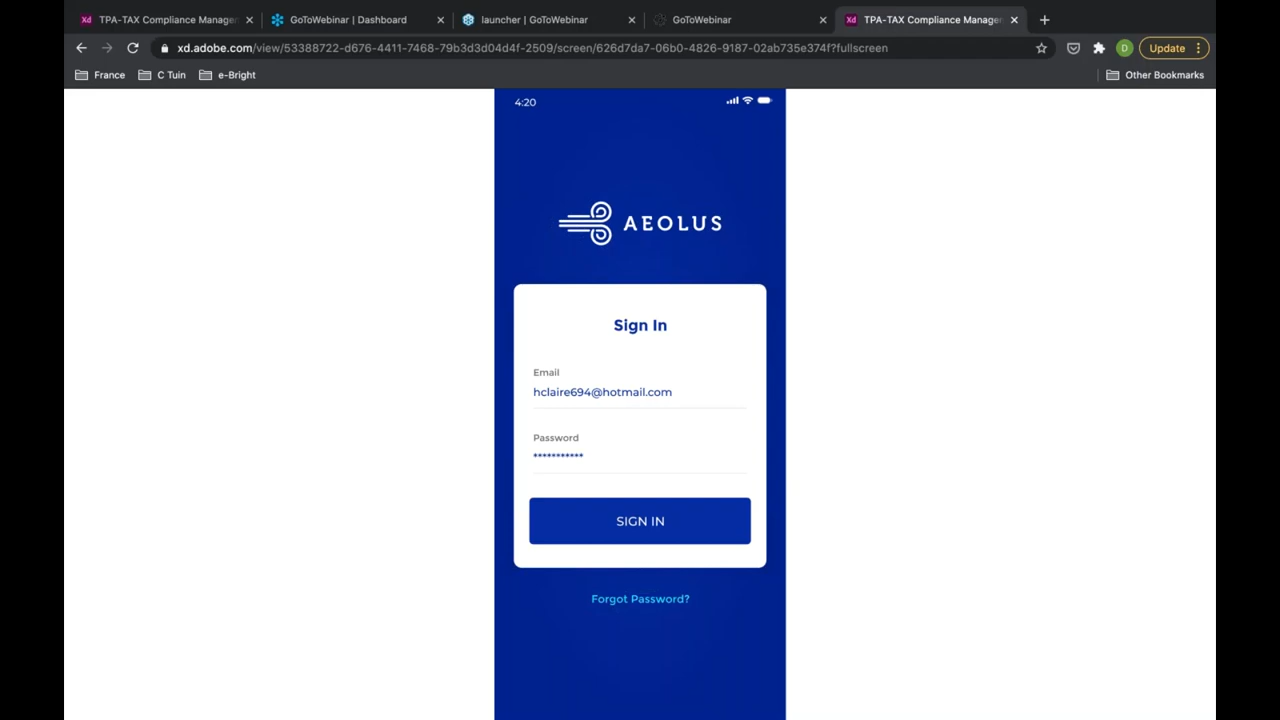 TPA-TAX Compliance Manager
GoToWebinar | Dashboard
launcher | GoToWebinar
GoToWebinar
TPA-TAX Compliance Manager
xd.adobe.com/view/53388722-d676-4411-7468-79b3d3d04d4f-2509/screen/626d7da7-06b0-4826-9187-02ab735e374f?fullscreen
D
Update
France
C Tuin
e-Bright
Other Bookmarks
4:20
AEOLUS
Sign In
Email
hclaire694@hotmail.com
Password
***********
SIGN IN
Forgot Password?